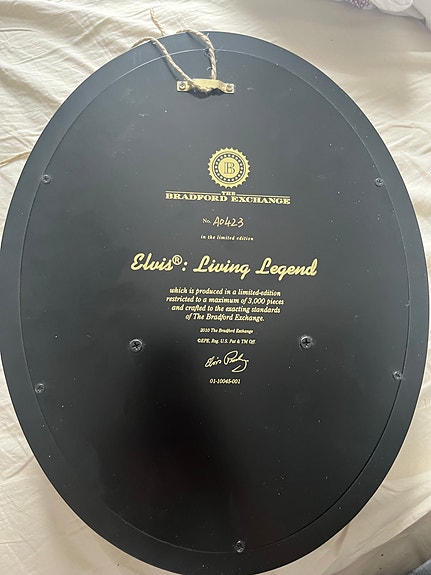 B
THE
BRADFORD EXCHANGE
No. A0423
in the limited edition
Elvis®: Living Legend
which is produced in a limited-edition
restricted to a maximum of 3,000 pieces
and crafted to the exacting standards
of The Bradford Exchange.
2010 The Bradford Exchange
©EPE, Reg. U.S. Pat & TM Off.
Elvis Presley
01-10045-001